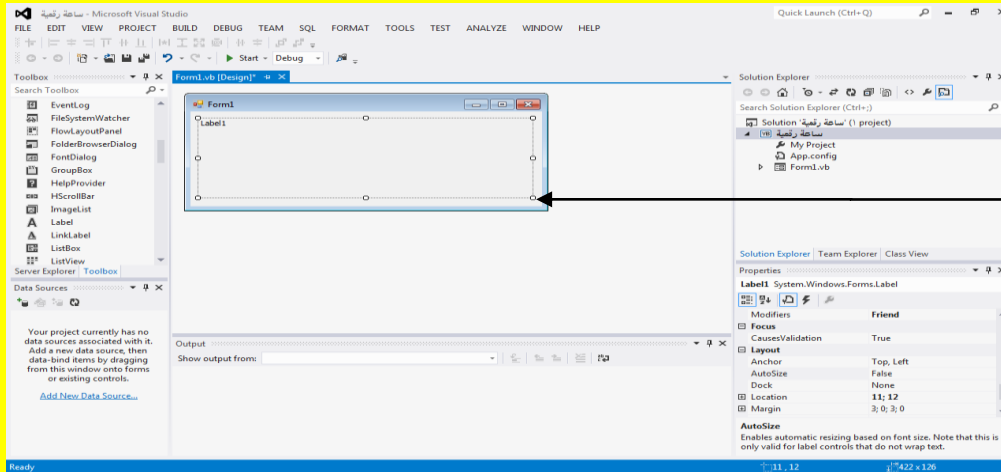 ساعة رقمية - Microsoft Visual Studio
Quick Launch (Ctrl+Q)
FILE EDIT VIEW PROJECT BUILD DEBUG TEAM SQL FORMAT TOOLS TEST ANALYZE WINDOW HELP
Start Debug
Toolbox
Search Toolbox
EventLog
FileSystemWatcher
FlowLayoutPanel
FolderBrowserDialog
FontDialog
GroupBox
HelpProvider
HScrollBar
ImageList
Label
LinkLabel
ListBox
ListView
Server Explorer Toolbox
Data Sources
Your project currently has no
data sources associated with it.
Add a new data source, then
data-bind items by dragging
from this window onto forms
or existing controls.
Add New Data Source...
Form1.vb [Design]*
Form1
Label1
Output
Show output from:
Solution Explorer
Search Solution Explorer (Ctrl+;)
Solution 'ساعة رقمية' (١ project)
ساعة رقمية
My Project
App.config
Form1.vb
Solution Explorer Team Explorer Class View
Properties
Label1 System.Windows.Forms.Label
Modifiers Friend
Focus
CausesValidation True
Layout
Anchor Top, Left
AutoSize False
Dock None
Location 11; 12
Margin 3; 0; 3; 0
AutoSize
Enables automatic resizing based on font size. Note that this is
only valid for label controls that do not wrap text.
Ready
11 , 12
422 x 126